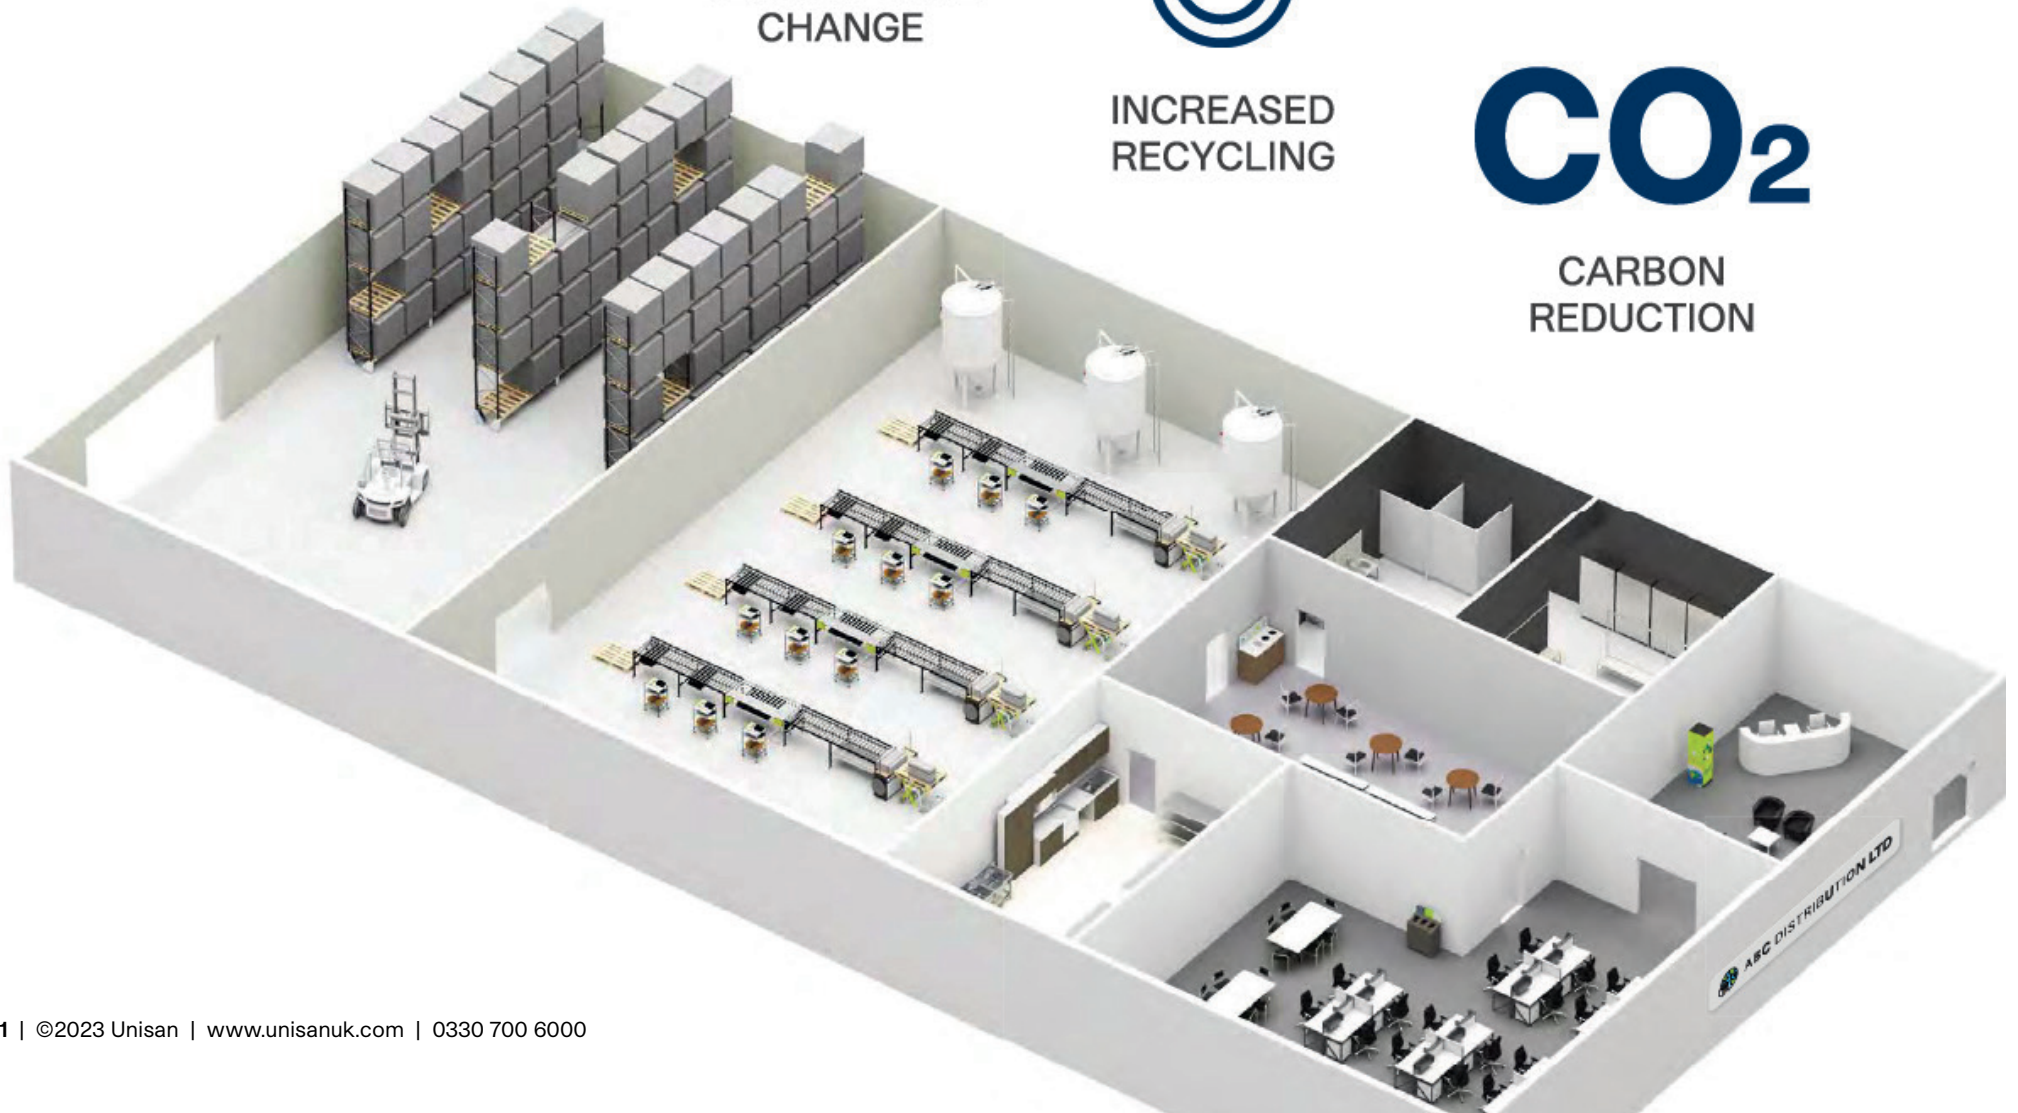 CHANGE
INCREASED
RECYCLING
CO₂
CARBON
REDUCTION
ABC DISTRIBUTION LTD
1 | ©2023 Unisan | www.unisanuk.com | 0330 700 6000